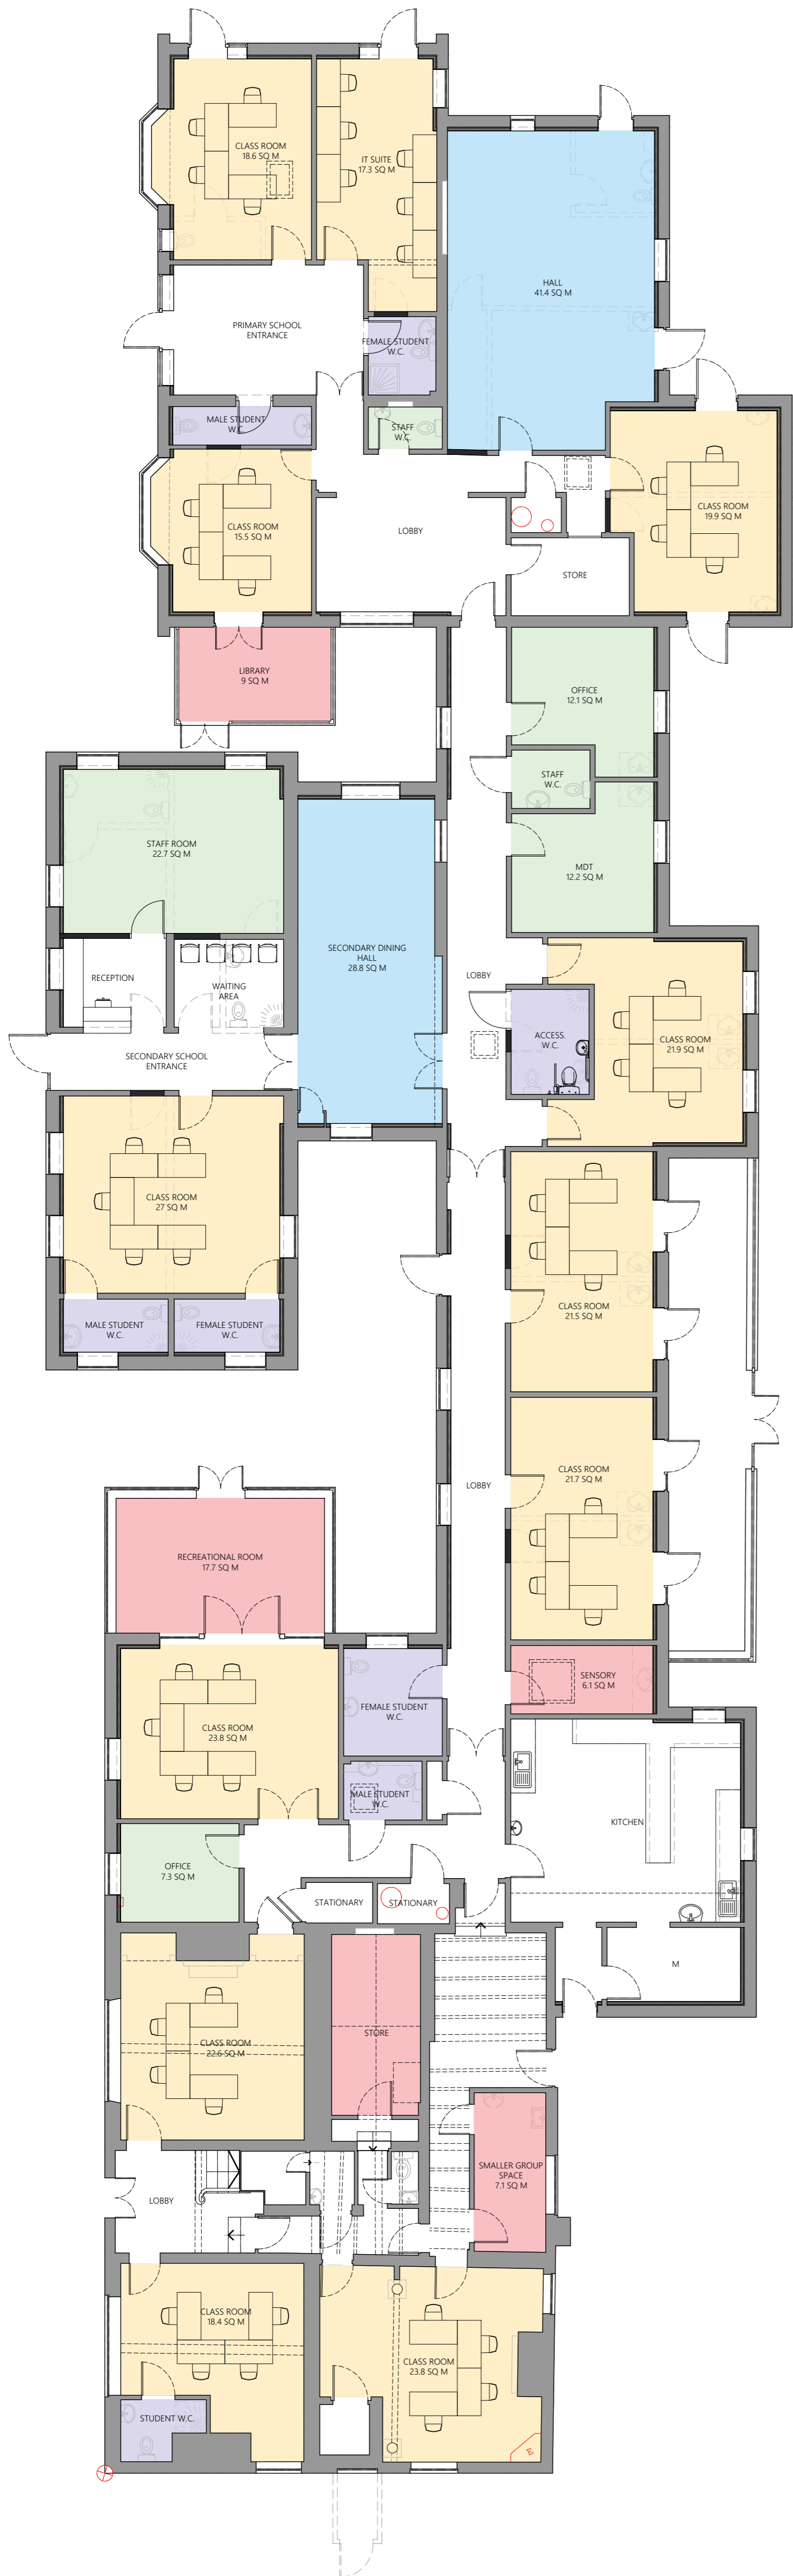 CLASS ROOM
18.6 SQ M
IT SUITE
17.3 SQ M
HALL
41.4 SQ M
PRIMARY SCHOOL
ENTRANCE
FEMALE STUDENT
W.C.
MALE STUDENT
W.C.
STAFF
W.C.
CLASS ROOM
15.5 SQ M
LOBBY
CLASS ROOM
19.9 SQ M
STORE
LIBRARY
9 SQ M
OFFICE
12.1 SQ M
STAFF
W.C.
STAFF ROOM
22.7 SQ M
MDT
12.2 SQ M
SECONDARY DINING
HALL
28.8 SQ M
RECEPTION
WAITING
AREA
LOBBY
ACCESS.
W.C.
CLASS ROOM
21.9 SQ M
SECONDARY SCHOOL
ENTRANCE
CLASS ROOM
27 SQ M
CLASS ROOM
21.5 SQ M
MALE STUDENT
W.C.
FEMALE STUDENT
W.C.
CLASS ROOM
21.7 SQ M
LOBBY
RECREATIONAL ROOM
17.7 SQ M
SENSORY
6.1 SQ M
CLASS ROOM
23.8 SQ M
FEMALE STUDENT
W.C.
MALE STUDENT
W.C.
KITCHEN
OFFICE
7.3 SQ M
STATIONARY
STATIONARY
M
CLASS ROOM
22.6 SQ M
STORE
SMALLER GROUP
SPACE
7.1 SQ M
LOBBY
CLASS ROOM
18.4 SQ M
CLASS ROOM
23.8 SQ M
STUDENT W.C.